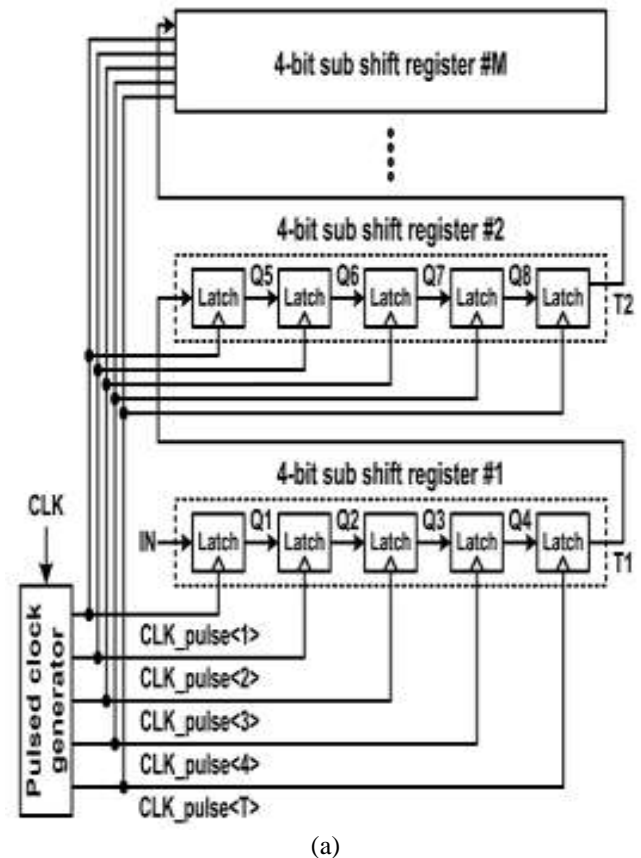 4-bit sub shift register #M
4-bit sub shift register #2
Latch Q5 Latch Q6 Latch Q7 Latch Q8 Latch
T2
4-bit sub shift register #1
CLK
IN Latch Q1 Latch Q2 Latch Q3 Latch Q4 Latch
T1
Pulsed clock
generator
CLK_pulse<1>
CLK_pulse<2>
CLK_pulse<3>
CLK_pulse<4>
CLK_pulse<T>
(a)